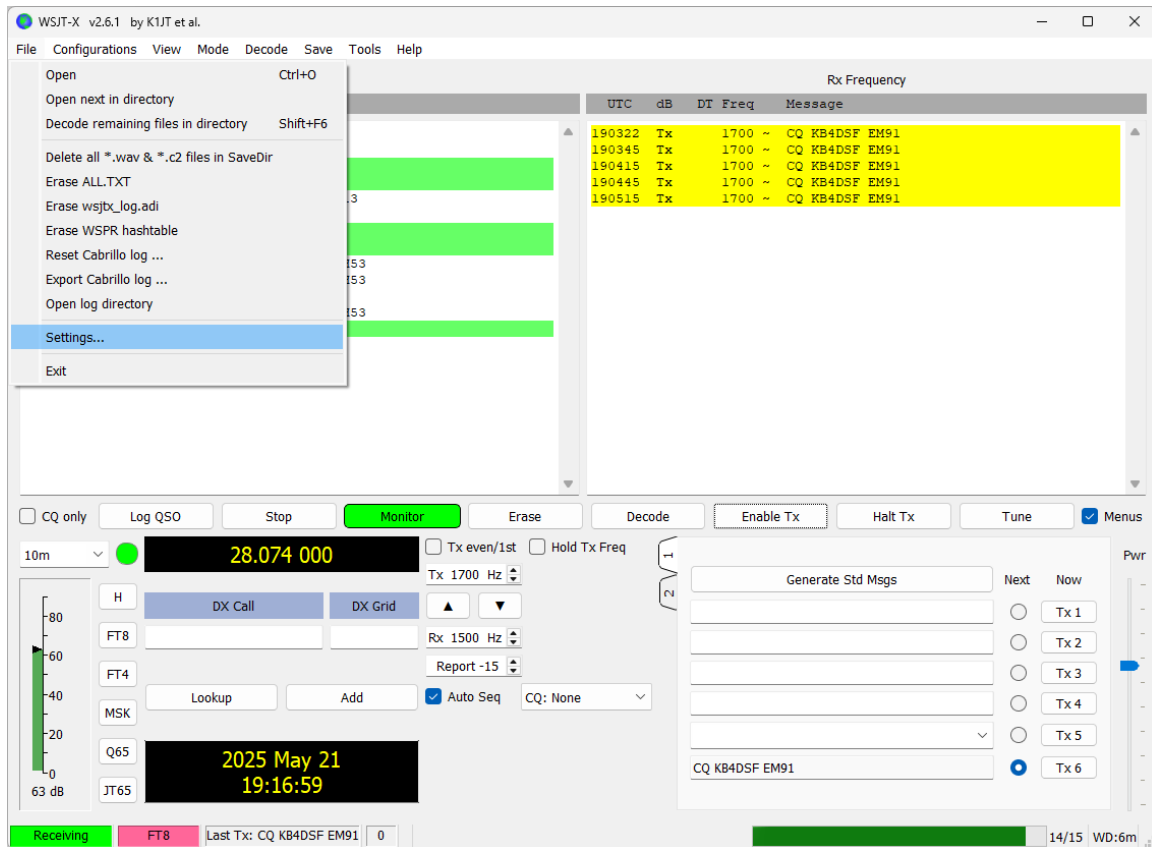 WSJT-X v2.6.1 by K1JT et al.
File Configurations View Mode Decode Save Tools Help
Open Ctrl+O
Open next in directory
Decode remaining files in directory Shift+F6
Delete all *.wav & *.c2 files in SaveDir
Erase ALL.TXT
Erase wsjtx_log.adi
Erase WSPR hashtable
Reset Cabrillo log ...
Export Cabrillo log ...
Open log directory
Settings...
Exit
.3
53
53
53
Rx Frequency
UTC dB DT Freq Message
190322 Tx 1700 ~ CQ KB4DSF EM91
190345 Tx 1700 ~ CQ KB4DSF EM91
190415 Tx 1700 ~ CQ KB4DSF EM91
190445 Tx 1700 ~ CQ KB4DSF EM91
190515 Tx 1700 ~ CQ KB4DSF EM91
CQ only Log QSO Stop Monitor Erase Decode Enable Tx Halt Tx Tune Menus
10m 28.074 000
Tx even/1st Hold Tx Freq
Tx 1700 Hz
DX Call DX Grid
Rx 1500 Hz
Report -15
Lookup Add
Auto Seq CQ: None
2025 May 21
19:16:59
80
60
40
20
0
63 dB
H
FT8
FT4
MSK
Q65
JT65
1
2
Generate Std Msgs Next Now
Tx 1
Tx 2
Tx 3
Tx 4
Tx 5
CQ KB4DSF EM91 Tx 6
Pwr
Receiving FT8 Last Tx: CQ KB4DSF EM91 0 14/15 WD:6m